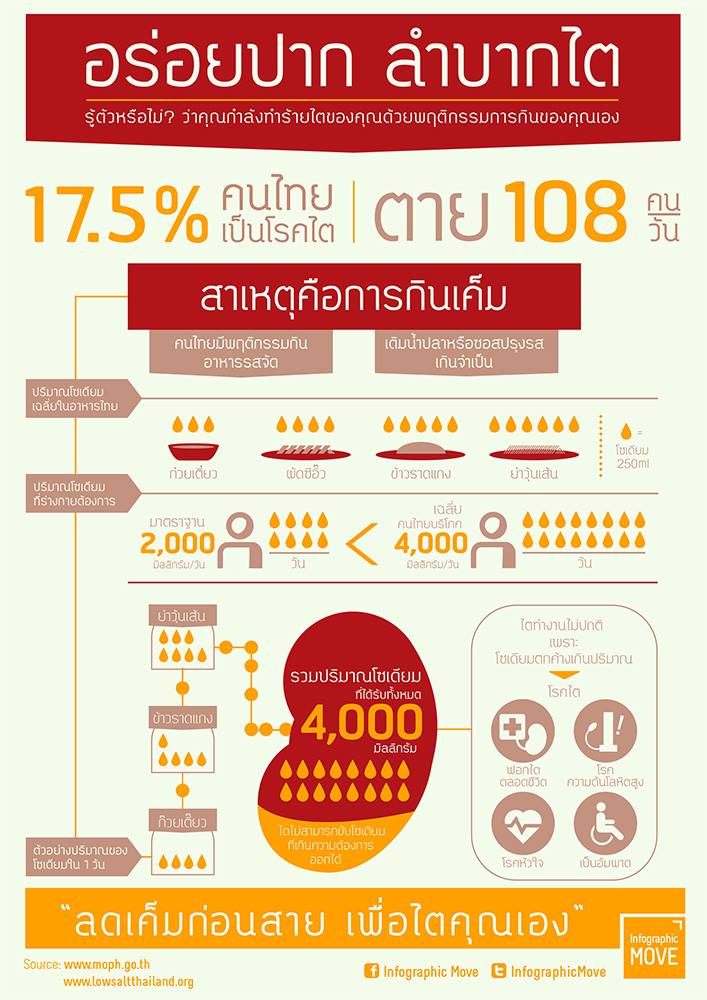 อร่อยปาก ลำบากไต
รู้ตัวหรือไม่? ว่าคุณกำลังทำร้ายไตของคุณด้วยพฤติกรรมการกินของคุณเอง
17.5% คนไทย
เป็นโรคไต
ตาย 108 คน
วัน
สาเหตุคือการกินเค็ม
คนไทยมีพฤติกรรมกิน
อาหารรสจัด
เติมน้ำปลาหรือซอสปรุงรส
เกินจำเป็น
ปริมาณโซเดียม
เฉลี่ยในอาหารไทย
ก๋วยเตี๋ยว
ผัดซีอิ๊ว
ข้าวราดแกง
ยำวุ้นเส้น
=
โซเดียม
250ml
ปริมาณโซเดียม
ที่ร่างกายต้องการ
มาตราฐาน
2,000
มิลลิกรัม/วัน
วัน
<
เฉลี่ย
คนไทยบริโภค
4,000
มิลลิกรัม/วัน
วัน
ยำวุ้นเส้น
ข้าวราดแกง
ก๋วยเตี๋ยว
ตัวอย่างปริมาณของ
โซเดียมใน 1 วัน
รวมปริมาณโซเดียม
ที่ได้รับทั้งหมด
4,000
มิลลิกรัม
ไตไม่สามารถขับโซเดียม
ที่เกินความต้องการ
ออกได้
ไตทำงานไม่ปกติ
เพราะ
โซเดียมตกค้างเกินปริมาณ
โรคไต
ฟอกไต
ตลอดชีวิต
โรค
ความดันโลหิตสูง
โรคหัวใจ
เป็นอัมพาต
"ลดเค็มก่อนสาย เพื่อไตคุณเอง"
Source: www.moph.go.th
www.lowsaltthailand.org
Infographic Move
InfographicMove
Infographic
MOVE